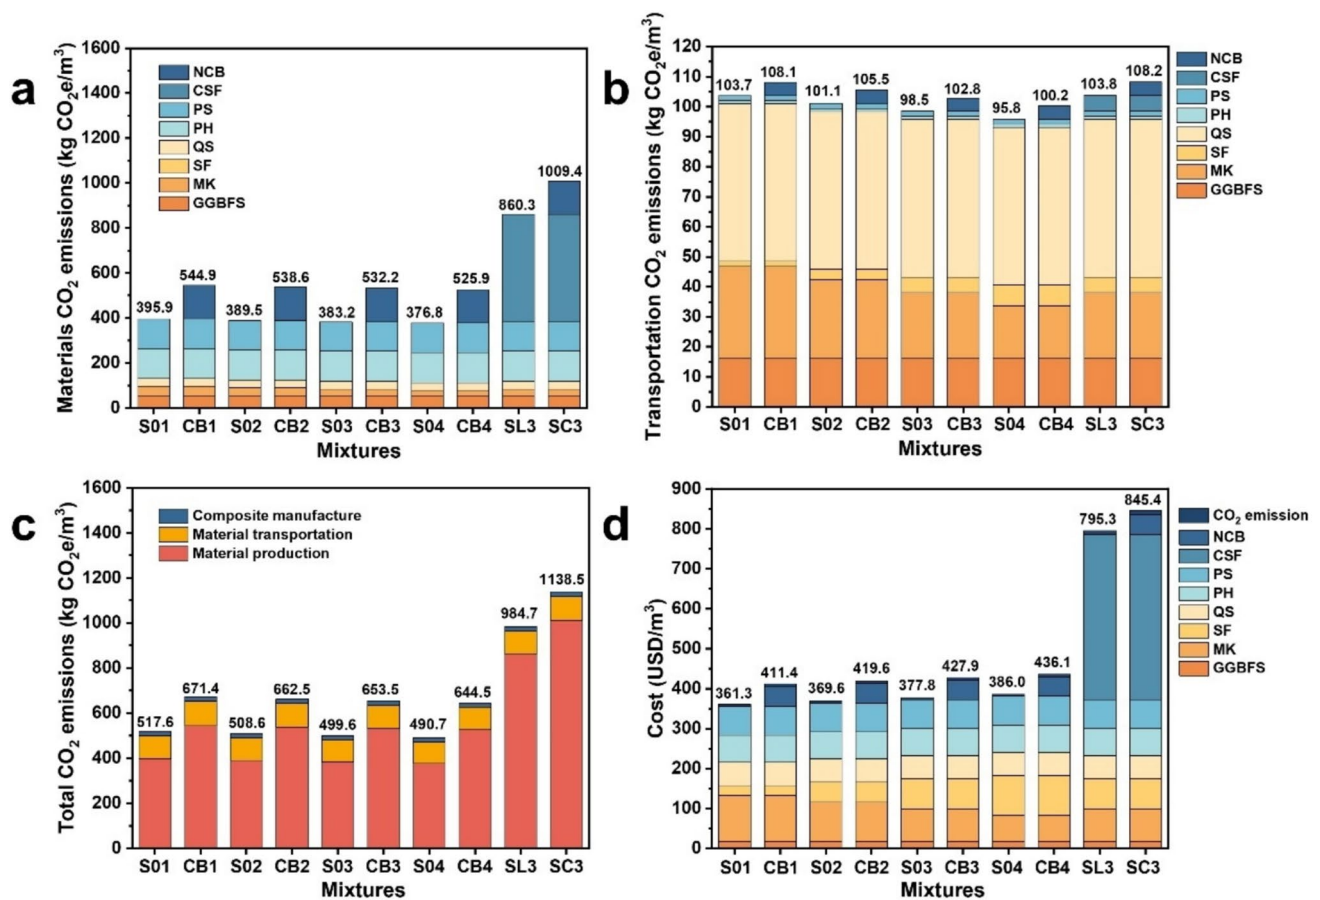 a
Materials CO₂ emissions (kg CO₂e/m³)
1600
1400
1200
1000
800
600
400
200
0
NCB
CSF
PS
PH
QS
SF
MK
GGBFS
395.9 544.9 389.5 538.6 383.2 532.2 376.8 525.9 860.3 1009.4
S01 CB1 S02 CB2 S03 CB3 S04 CB4 SL3 SC3
Mixtures
b
Transportation CO₂ emissions (kg CO₂e/m³)
120
110
100
90
80
70
60
50
40
30
20
10
0
103.7 108.1 101.1 105.5 98.5 102.8 95.8 100.2 103.8 108.2
NCB
CSF
PS
PH
QS
SF
MK
GGBFS
S01 CB1 S02 CB2 S03 CB3 S04 CB4 SL3 SC3
Mixtures
c
Total CO₂ emissions (kg CO₂e/m³)
1600
1400
1200
1000
800
600
400
200
0
Composite manufacture
Material transportation
Material production
517.6 671.4 508.6 662.5 499.6 653.5 490.7 644.5 984.7 1138.5
S01 CB1 S02 CB2 S03 CB3 S04 CB4 SL3 SC3
Mixtures
d
Cost (USD/m³)
900
800
700
600
500
400
300
200
100
0
361.3 411.4 369.6 419.6 377.8 427.9 386.0 436.1 795.3 845.4
CO₂ emission
NCB
CSF
PS
PH
QS
SF
MK
GGBFS
S01 CB1 S02 CB2 S03 CB3 S04 CB4 SL3 SC3
Mixtures